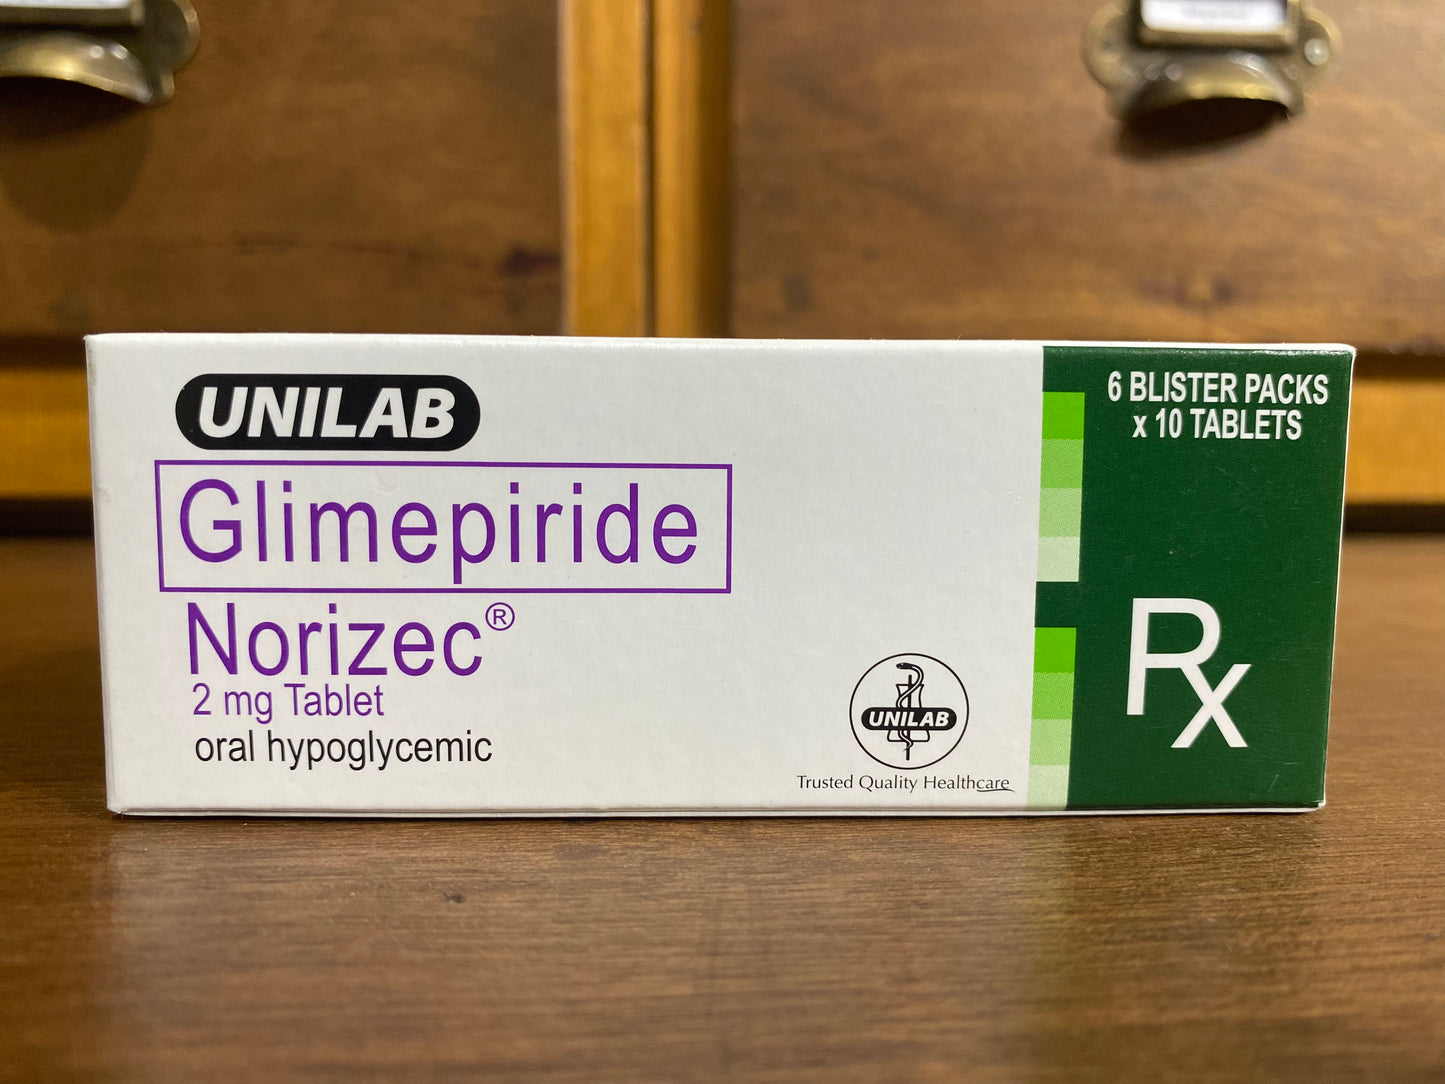 UNILAB
Glimepiride
Norizec®
2 mg Tablet
oral hypoglycemic
UNILAB
Trusted Quality Healthcare
6 BLISTER PACKS
x 10 TABLETS
Rx